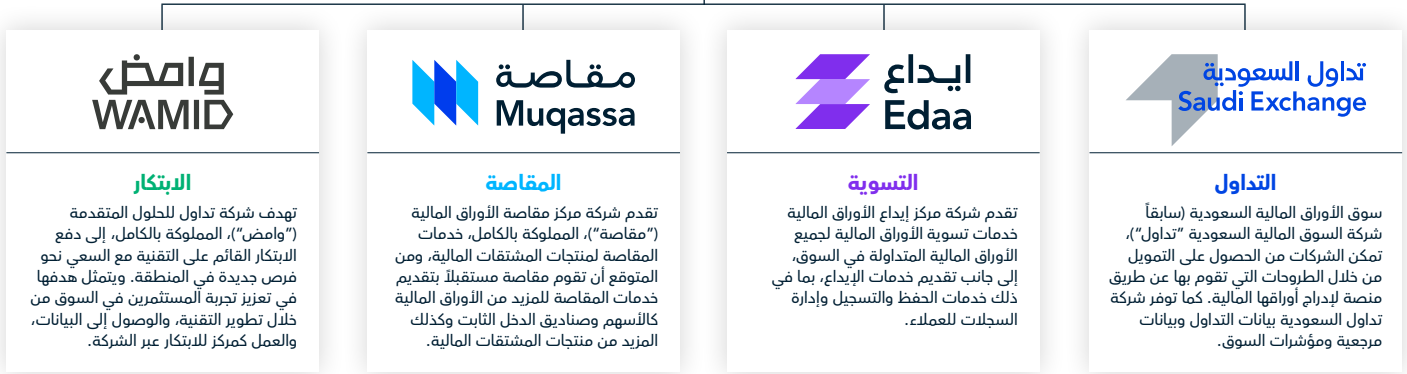 تداول السعودية
Saudi Exchange
التداول
سوق الأوراق المالية السعودية (سابقاً
شركة السوق المالية السعودية "تداول")،
تمكن الشركات من الحصول على التمويل
من خلال الطروحات التي تقوم بها عن طريق
منصة لإدراج أوراقها المالية. كما توفر شركة
تداول السعودية بيانات التداول وبيانات
مرجعية ومؤشرات السوق.
ايداع
Edaa
التسوية
تقدم شركة مركز إيداع الأوراق المالية
خدمات تسوية الأوراق المالية لجميع
الأوراق المالية المتداولة في السوق،
إلى جانب تقديم خدمات الإيداع، بما في
ذلك خدمات الحفظ والتسجيل وإدارة
السجلات للعملاء.
مقاصة
Muqassa
المقاصة
تقدم شركة مركز مقاصة الأوراق المالية
("مقاصة")، المملوكة بالكامل، خدمات
المقاصة لمنتجات المشتقات المالية، ومن
المتوقع أن تقوم مقاصة مستقبلاً بتقديم
خدمات المقاصة للمزيد من الأوراق المالية
كالأسهم وصناديق الدخل الثابت وكذلك
المزيد من منتجات المشتقات المالية.
وامض
WAMID
الابتكار
تهدف شركة تداول للحلول المتقدمة
("وامض")، المملوكة بالكامل، إلى دفع
الابتكار القائم على التقنية مع السعي نحو
فرص جديدة في المنطقة. ويتمثل هدفها
في تعزيز تجربة المستثمرين في السوق من
خلال تطوير التقنية، والوصول إلى البيانات،
والعمل كمركز للابتكار عبر الشركة.